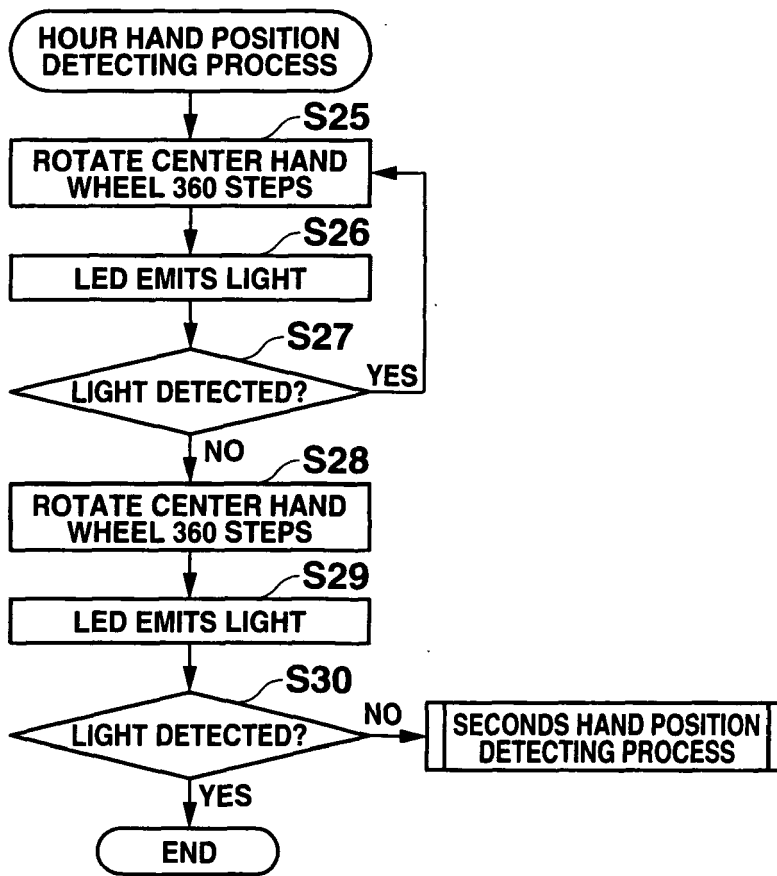 HOUR HAND POSITION
DETECTING PROCESS
S25
ROTATE CENTER HAND
WHEEL 360 STEPS
S26
LED EMITS LIGHT
S27
LIGHT DETECTED?
YES
NO
S28
ROTATE CENTER HAND
WHEEL 360 STEPS
S29
LED EMITS LIGHT
S30
LIGHT DETECTED?
NO
SECONDS HAND POSITION
DETECTING PROCESS
YES
END